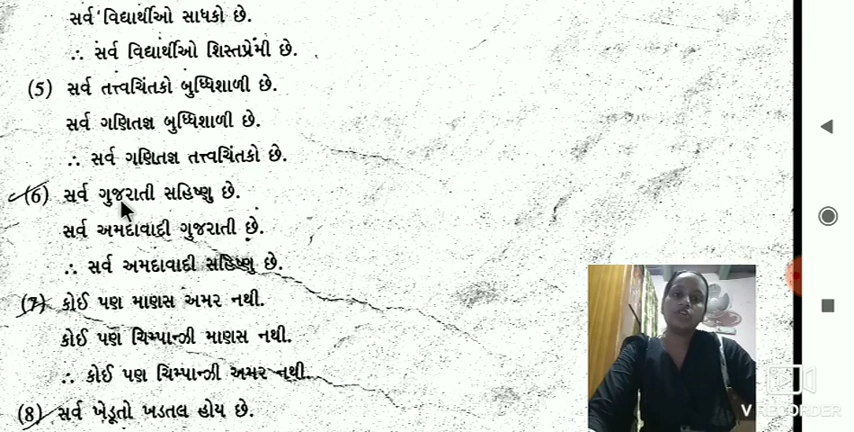 સર્વ વિદ્યાર્થીઓ સાધકો છે.
∴ સર્વ વિદ્યાર્થીઓ શિસ્તપ્રેમી છે.
(5) સર્વ તત્ત્વચિંતકો બુધ્ધિશાળી છે.
સર્વ ગણિતજ્ઞ બુધ્ધિશાળી છે.
∴ સર્વ ગણિતજ્ઞ તત્ત્વચિંતકો છે.
(6) સર્વ ગુજરાતી સહિષ્ણુ છે.
સર્વ અમદાવાદી ગુજરાતી છે.
∴ સર્વ અમદાવાદી સહિષ્ણુ છે.
(7) કોઈ પણ માણસ અમર નથી.
કોઈ પણ ચિમ્પાન્ઝી માણસ નથી.
∴ કોઈ પણ ચિમ્પાન્ઝી અમર નથી.
(8) સર્વ ખેડૂતો ખડતલ હોય છે.
V RECORDER